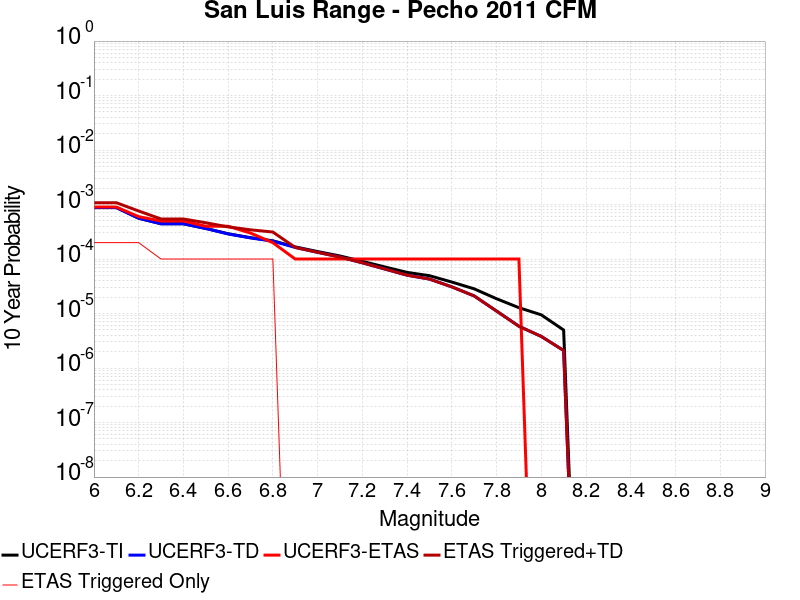 San Luis Range - Pecho 2011 CFM
10 Year Probability
10^0
10^-1
10^-2
10^-3
10^-4
10^-5
10^-6
10^-7
10^-8
6 6.2 6.4 6.6 6.8 7 7.2 7.4 7.6 7.8 8 8.2 8.4 8.6 8.8 9
Magnitude
UCERF3-TI UCERF3-TD UCERF3-ETAS ETAS Triggered+TD
ETAS Triggered Only